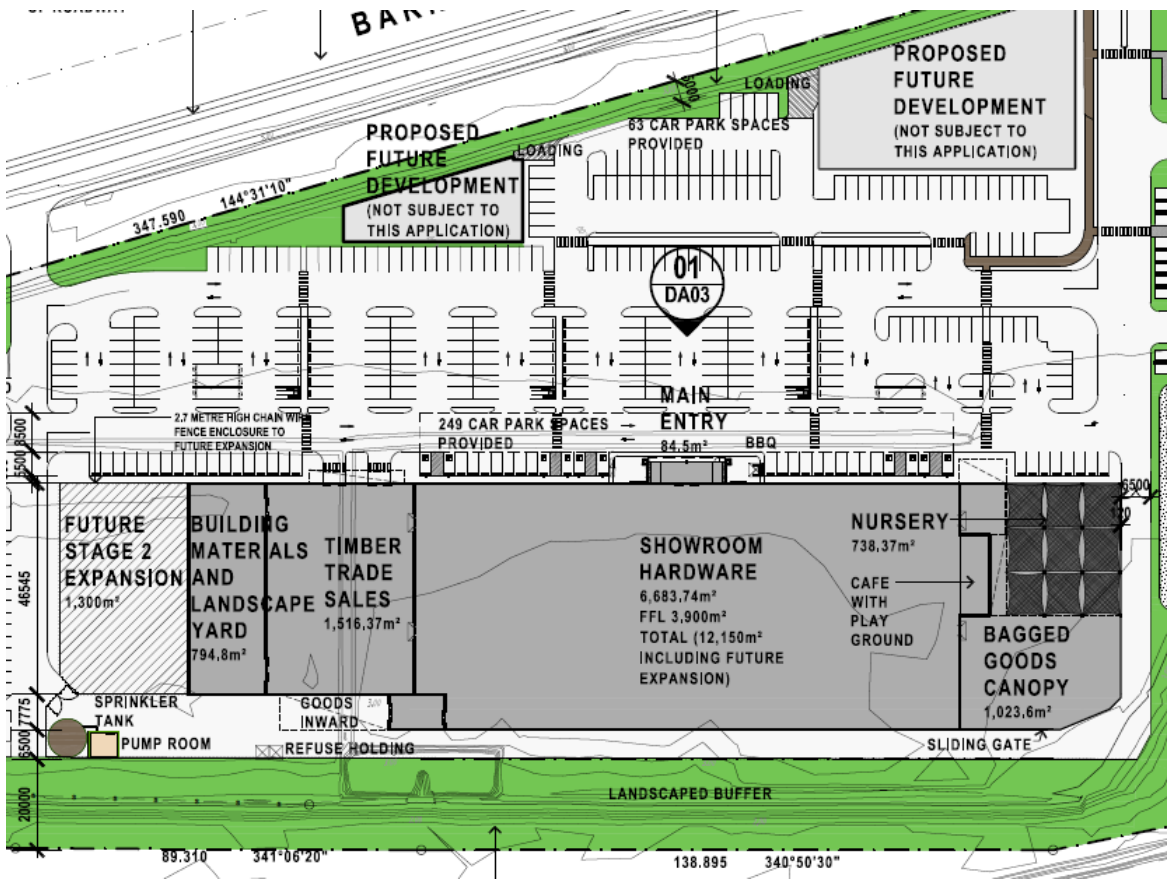 BAR
PROPOSED
FUTURE
DEVELOPMENT
(NOT SUBJECT TO
THIS APPLICATION)
LOADING
5000
63 CAR PARK SPACES
PROVIDED
PROPOSED
FUTURE
DEVELOPMENT
(NOT SUBJECT TO
THIS APPLICATION)
LOADING
347.590 144°31'10"
01
DA03
MAIN
ENTRY
84.5m²
BBQ
2.7 METRE HIGH CHAIN WIRE
FENCE ENCLOSURE TO
FUTURE EXPANSION
249 CAR PARK SPACES
PROVIDED
8500
5500
46545
7775
6500
20000
6500
120
FUTURE
STAGE 2
EXPANSION
1,300m²
BUILDING
MATERIALS
AND
LANDSCAPE
YARD
794,8m²
TIMBER
TRADE
SALES
1,516,37m²
SHOWROOM
HARDWARE
6,683,74m²
FFL 3,900m²
TOTAL (12,150m²
INCLUDING FUTURE
EXPANSION)
NURSERY
738,37m²
CAFE
WITH
PLAY
GROUND
BAGGED
GOODS
CANOPY
1,023,6m²
SPRINKLER
TANK
PUMP ROOM
GOODS
INWARD
REFUSE HOLDING
SLIDING GATE
LANDSCAPED BUFFER
89.310 341°06'20"
138.895 340°50'30"